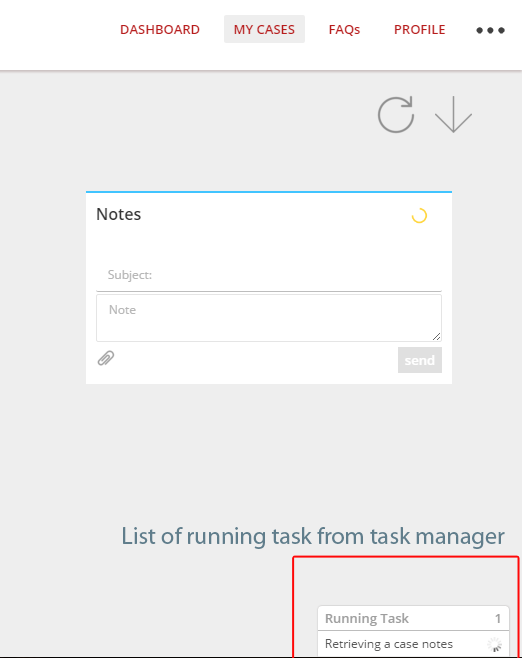 DASHBOARD MY CASES FAQs PROFILE
Notes
Subject:
Note
send
List of running task from task manager
Running Task 1
Retrieving a case notes